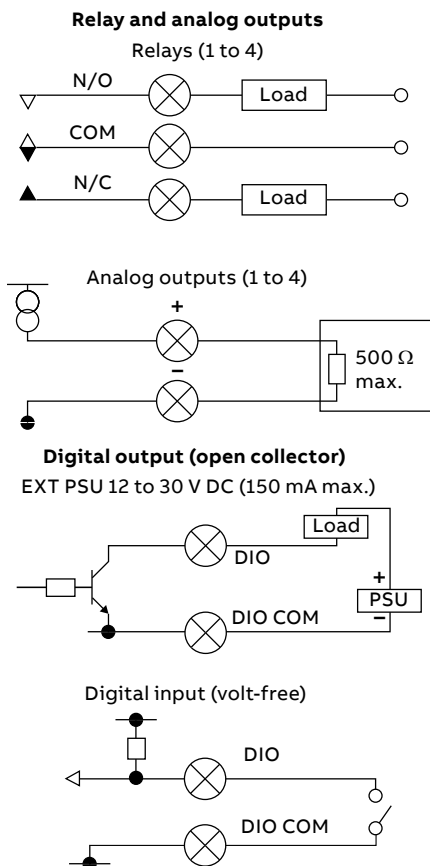 Relay and analog outputs
Relays (1 to 4)
N/O
Load
COM
N/C
Load
Analog outputs (1 to 4)
+
−
500 Ω
max.
Digital output (open collector)
EXT PSU 12 to 30 V DC (150 mA max.)
Load
DIO
+
PSU
−
DIO COM
Digital input (volt-free)
DIO
DIO COM